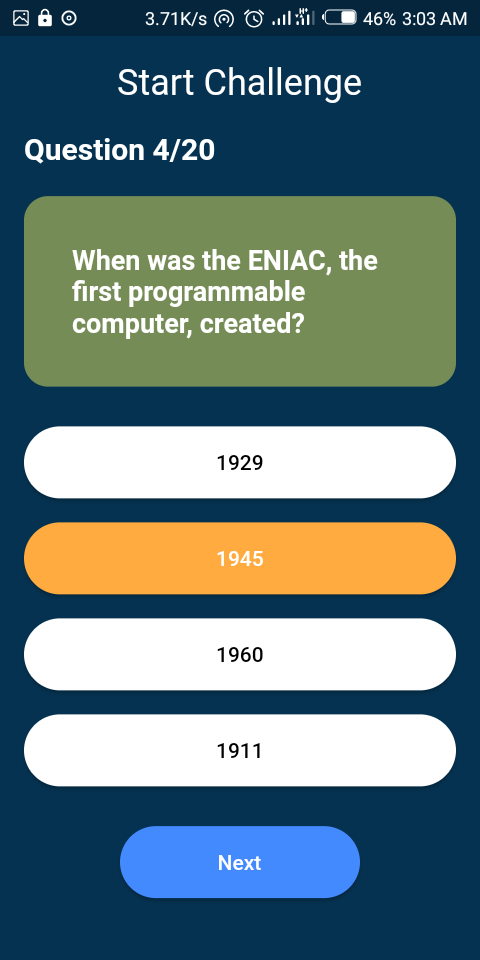 3.71K/s 46% 3:03 AM
Start Challenge
Question 4/20
When was the ENIAC, the
first programmable
computer, created?
1929
1945
1960
1911
Next